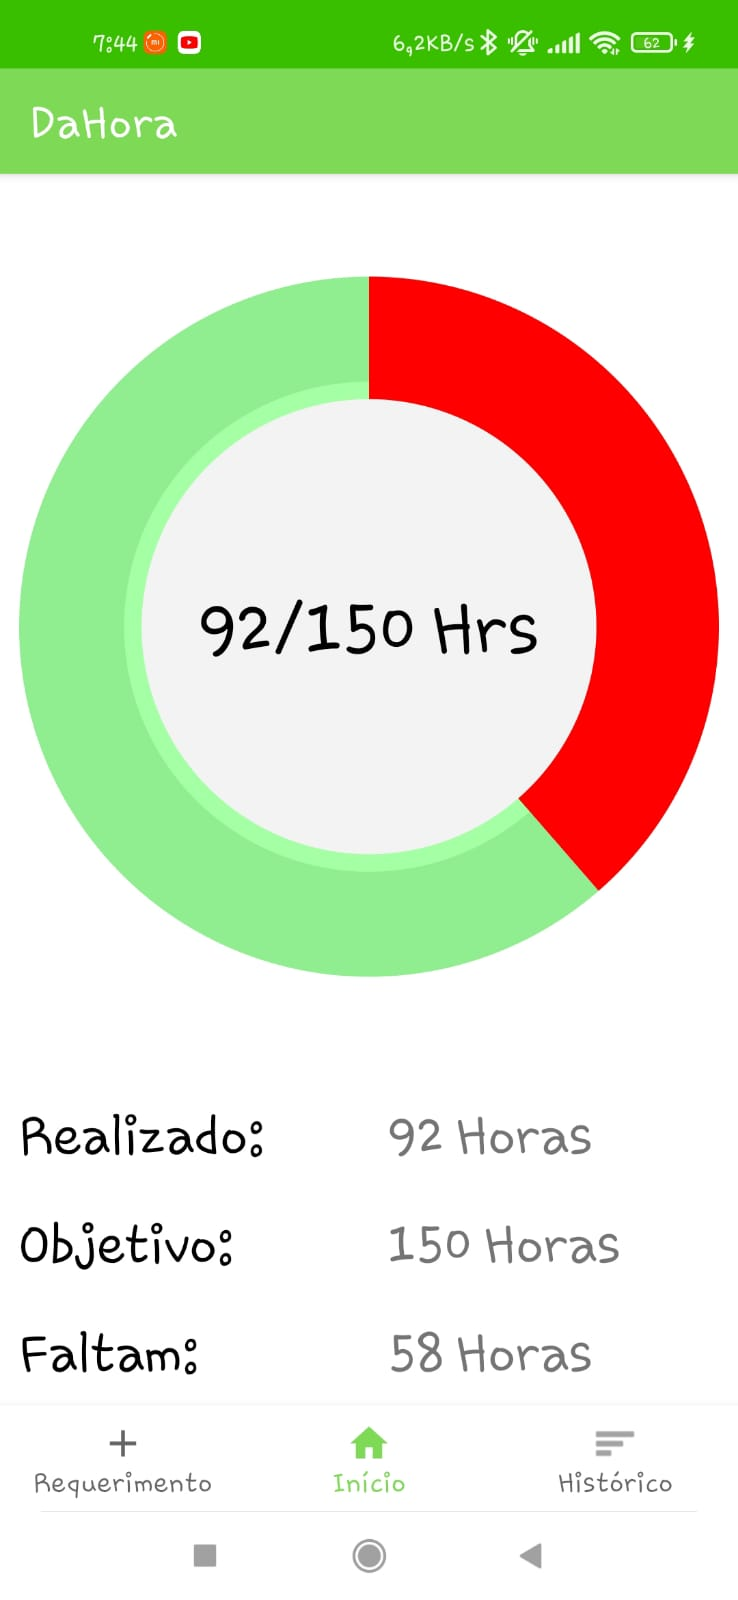 7:44 6,2KB/s 62
DaHora
92/150 Hrs
Realizado: 92 Horas
Objetivo: 150 Horas
Faltam: 58 Horas
Requerimento Início Histórico